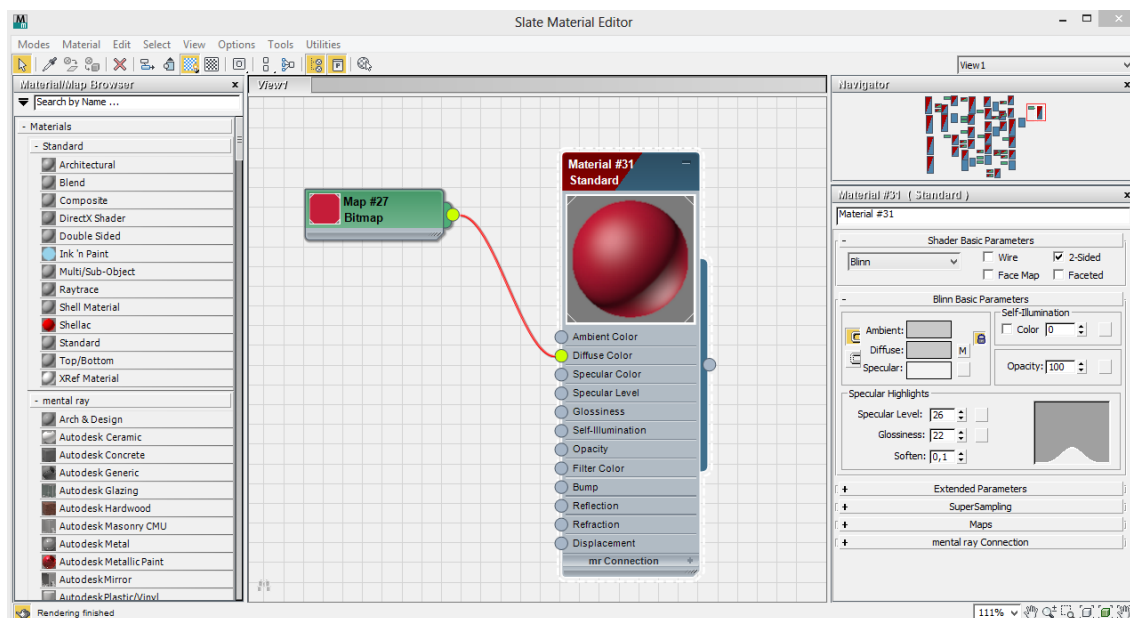 Slate Material Editor
Modes Material Edit Select View Options Tools Utilities
View1
Material/Map Browser x
Search by Name ...
- Materials
- Standard
Architectural
Blend
Composite
DirectX Shader
Double Sided
Ink 'n Paint
Multi/Sub-Object
Raytrace
Shell Material
Shellac
Standard
Top/Bottom
XRef Material
- mental ray
Arch & Design
Autodesk Ceramic
Autodesk Concrete
Autodesk Generic
Autodesk Glazing
Autodesk Hardwood
Autodesk Masonry CMU
Autodesk Metal
Autodesk Metallic Paint
Autodesk Mirror
Autodesk Plastic/Vinyl
View1
Map #27
Bitmap
Material #31
Standard
Ambient Color
Diffuse Color
Specular Color
Specular Level
Glossiness
Self-Illumination
Opacity
Filter Color
Bump
Reflection
Refraction
Displacement
mr Connection +
Navigator x
Material #31 ( Standard ) x
Material #31
- Shader Basic Parameters
Blinn Wire 2-Sided
Face Map Faceted
- Blinn Basic Parameters
Self-Illumination
Ambient: Color 0
Diffuse: M
Specular: Opacity: 100
Specular Highlights
Specular Level: 26
Glossiness: 22
Soften: 0,1
+ Extended Parameters
+ SuperSampling
+ Maps
+ mental ray Connection
Rendering finished 111%